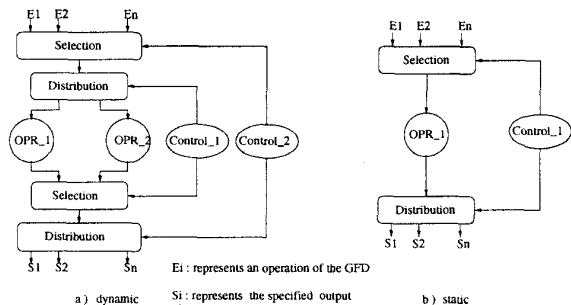 E1 E2 En
Selection
Distribution
OPR_1 OPR_2 Control_1 Control_2
Selection
Distribution
S1 S2 Sn
Ei : represents an operation of the GFD
a ) dynamic
Si : represents the specified output
E1 E2 En
Selection
OPR_1 Control_1
Distribution
S1 S2 Sn
b ) static